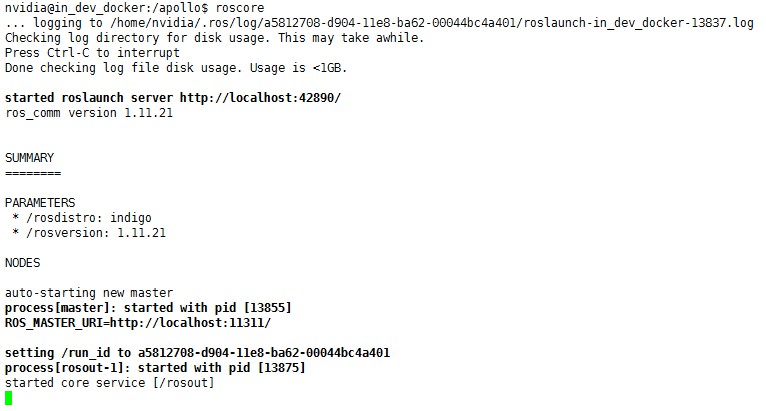 nvidia@in_dev_docker:/apollo$ roscore
... logging to /home/nvidia/.ros/log/a5812708-d904-11e8-ba62-00044bc4a401/roslaunch-in_dev_docker-13837.log
Checking log directory for disk usage. This may take awhile.
Press Ctrl-C to interrupt
Done checking log file disk usage. Usage is <1GB.
started roslaunch server http://localhost:42890/
ros_comm version 1.11.21
SUMMARY
========
PARAMETERS
* /rosdistro: indigo
* /rosversion: 1.11.21
NODES
auto-starting new master
process[master]: started with pid [13855]
ROS_MASTER_URI=http://localhost:11311/
setting /run_id to a5812708-d904-11e8-ba62-00044bc4a401
process[rosout-1]: started with pid [13875]
started core service [/rosout]